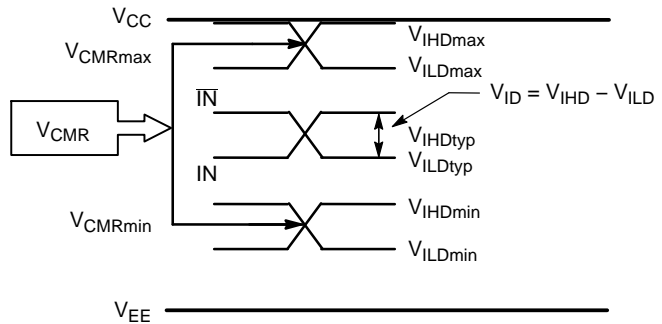 VCC
VCMRmax
VIHDmax
VILDmax
IN
VID = VIHD – VILD
VCMR
VIHDtyp
IN
VILDtyp
VCMRmin
VIHDmin
VILDmin
VEE